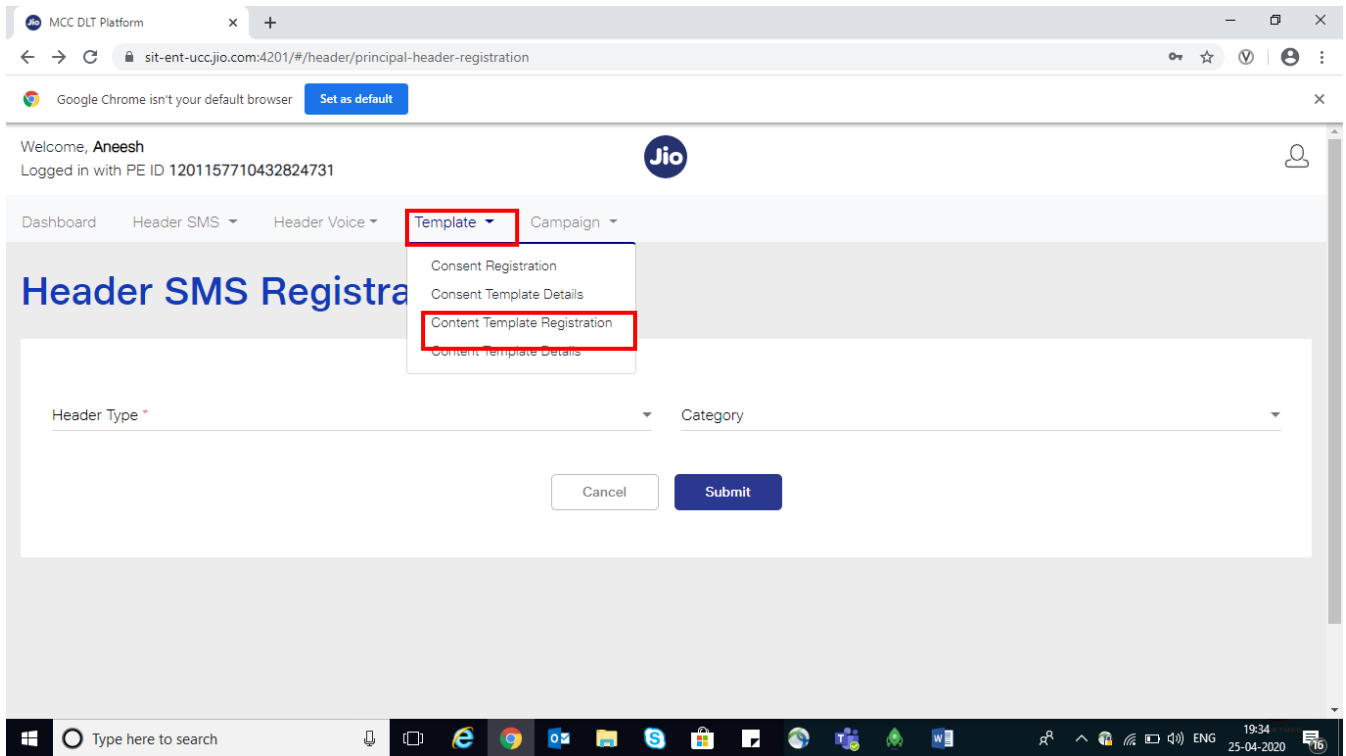 MCC DLT Platform
sit-ent-ucc.jio.com:4201/#/header/principal-header-registration
Google Chrome isn't your default browser Set as default
Welcome, Aneesh
Logged in with PE ID 1201157710432824731
Jio
Dashboard Header SMS Header Voice Template Campaign
Consent Registration
Header SMS Registra
Consent Template Details
Content Template Registration
Content Template Details
Header Type * Category
Cancel Submit
Type here to search
ENG
19:34
25-04-2020
16